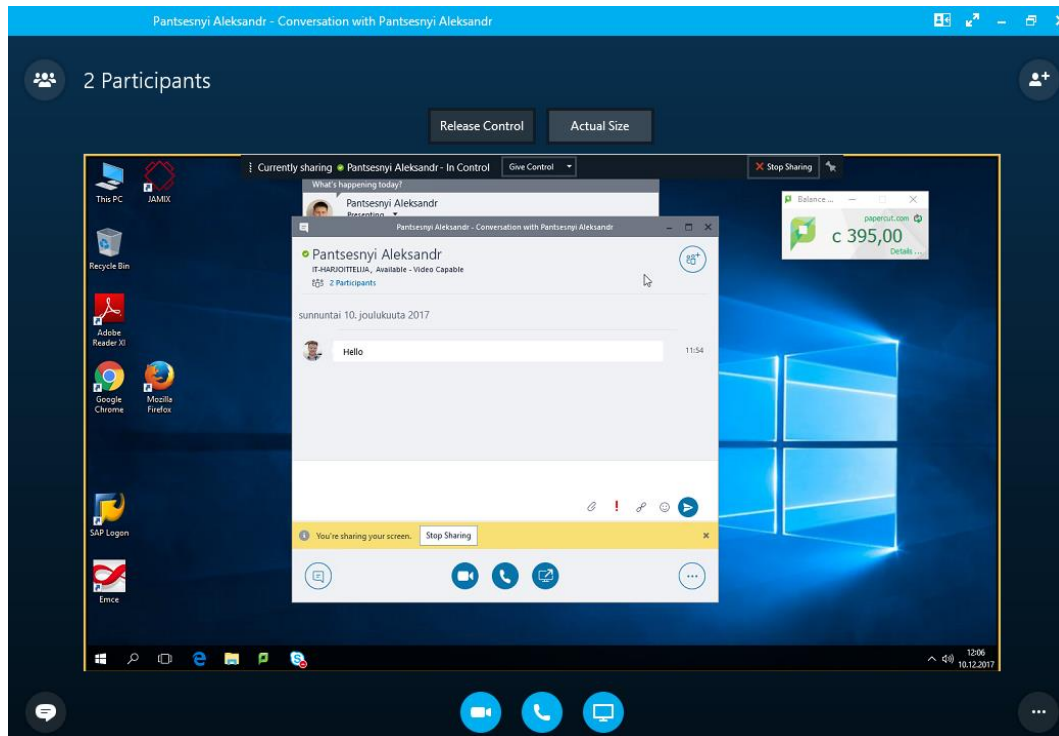 Pantsesnyi Aleksandr - Conversation with Pantsesnyi Aleksandr
2 Participants
Release Control
Actual Size
Currently sharing Pantsesnyi Aleksandr - In Control
Give Control
Stop Sharing
This PC
JAMIX
What's happening today?
Pantsesnyi Aleksandr
Presenting
Balance ...
papercut.com
c 395,00
Details ...
Pantsesnyi Aleksandr - Conversation with Pantsesnyi Aleksandr
Pantsesnyi Aleksandr
IT-HARJOITTELIJA, Available - Video Capable
2 Participants
Recycle Bin
sunnuntai 10. joulukuuta 2017
Adobe
Reader XI
Hello
11:54
Google
Chrome
Mozilla
Firefox
SAP Logon
You're sharing your screen.
Stop Sharing
Emce
12:06
10.12.2017